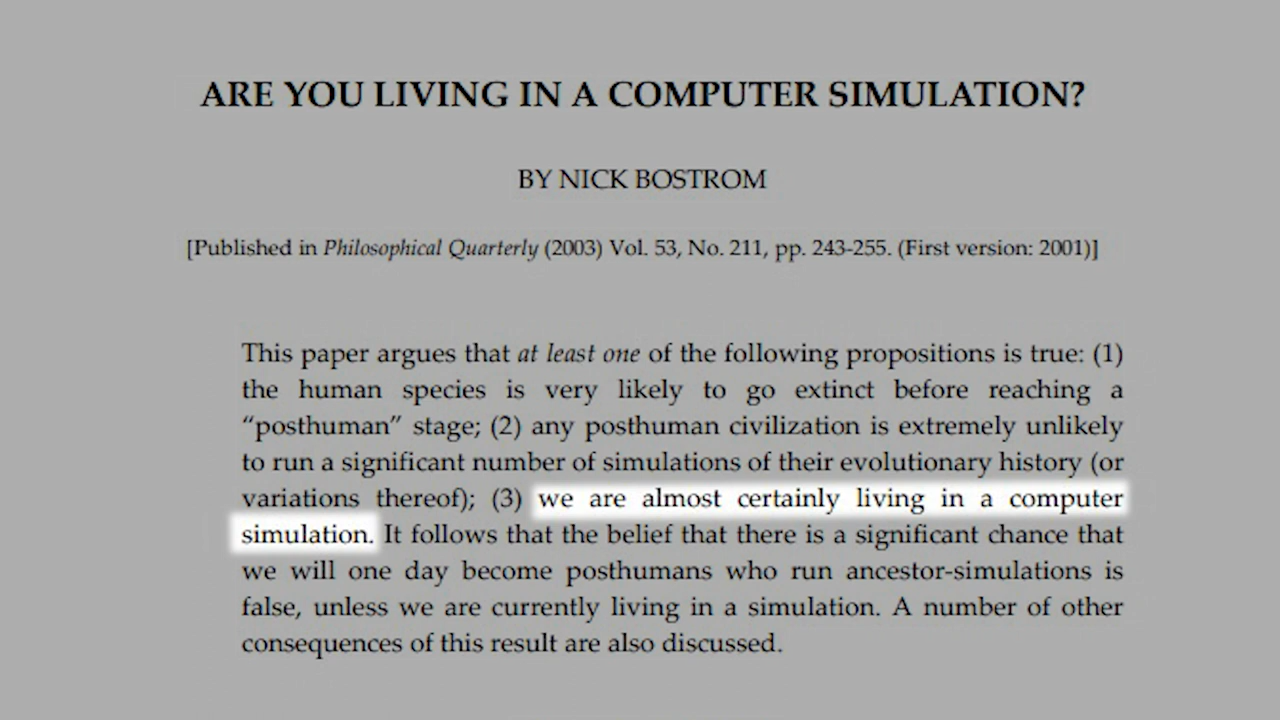 ARE YOU LIVING IN A COMPUTER SIMULATION?
BY NICK BOSTROM
[Published in Philosophical Quarterly (2003) Vol. 53, No. 211, pp. 243-255. (First version: 2001)]
This paper argues that at least one of the following propositions is true: (1)
the human species is very likely to go extinct before reaching a
“posthuman” stage; (2) any posthuman civilization is extremely unlikely
to run a significant number of simulations of their evolutionary history (or
variations thereof); (3) we are almost certainly living in a computer
simulation. It follows that the belief that there is a significant chance that
we will one day become posthumans who run ancestor-simulations is
false, unless we are currently living in a simulation. A number of other
consequences of this result are also discussed.